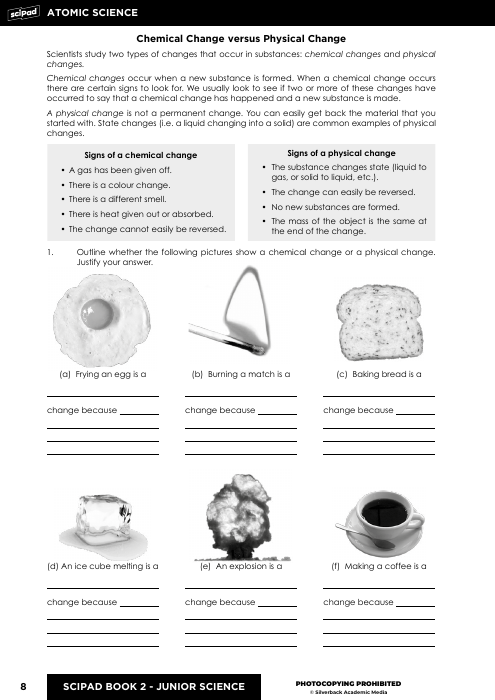 scipad
ATOMIC SCIENCE
Chemical Change versus Physical Change
Scientists study two types of changes that occur in substances: chemical changes and physical
changes.
Chemical changes occur when a new substance is formed. When a chemical change occurs
there are certain signs to look for. We usually look to see if two or more of these changes have
occurred to say that a chemical change has happened and a new substance is made.
A physical change is not a permanent change. You can easily get back the material that you
started with. State changes (i.e. a liquid changing into a solid) are common examples of physical
changes.
Signs of a chemical change
• A gas has been given off.
• There is a colour change.
• There is a different smell.
• There is heat given out or absorbed.
• The change cannot easily be reversed.
Signs of a physical change
• The substance changes state (liquid to
gas, or solid to liquid, etc.).
• The change can easily be reversed.
• No new substances are formed.
• The mass of the object is the same at
the end of the change.
1. Outline whether the following pictures show a chemical change or a physical change.
Justify your answer.
(a) Frying an egg is a
(b) Burning a match is a
(c) Baking bread is a
change because
change because
change because
(d) An ice cube melting is a
(e) An explosion is a
(f) Making a coffee is a
change because
change because
change because
8
SCIPAD BOOK 2 - JUNIOR SCIENCE
PHOTOCOPYING PROHIBITED
© Silverback Academic Media